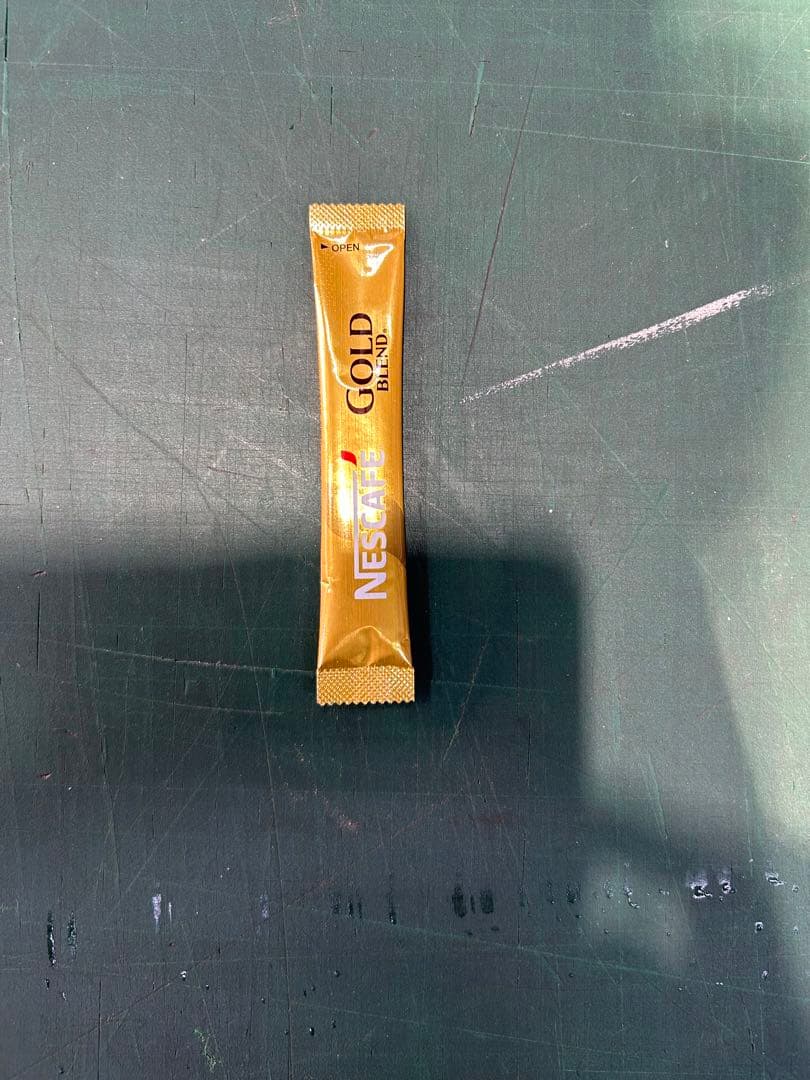 ► OPEN
NESCAFÉ
GOLD
BLEND®